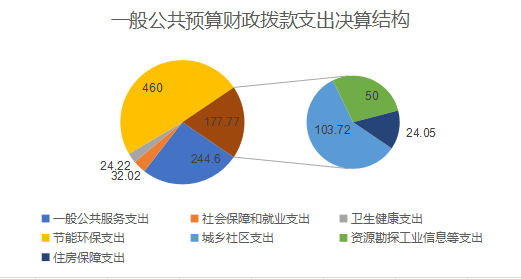 一般公共预算财政拨款支出决算结构
460
177.77
50
103.72
24.05
24.22
32.02
244.6
一般公共服务支出 社会保障和就业支出 卫生健康支出
节能环保支出 城乡社区支出 资源勘探工业信息等支出
住房保障支出